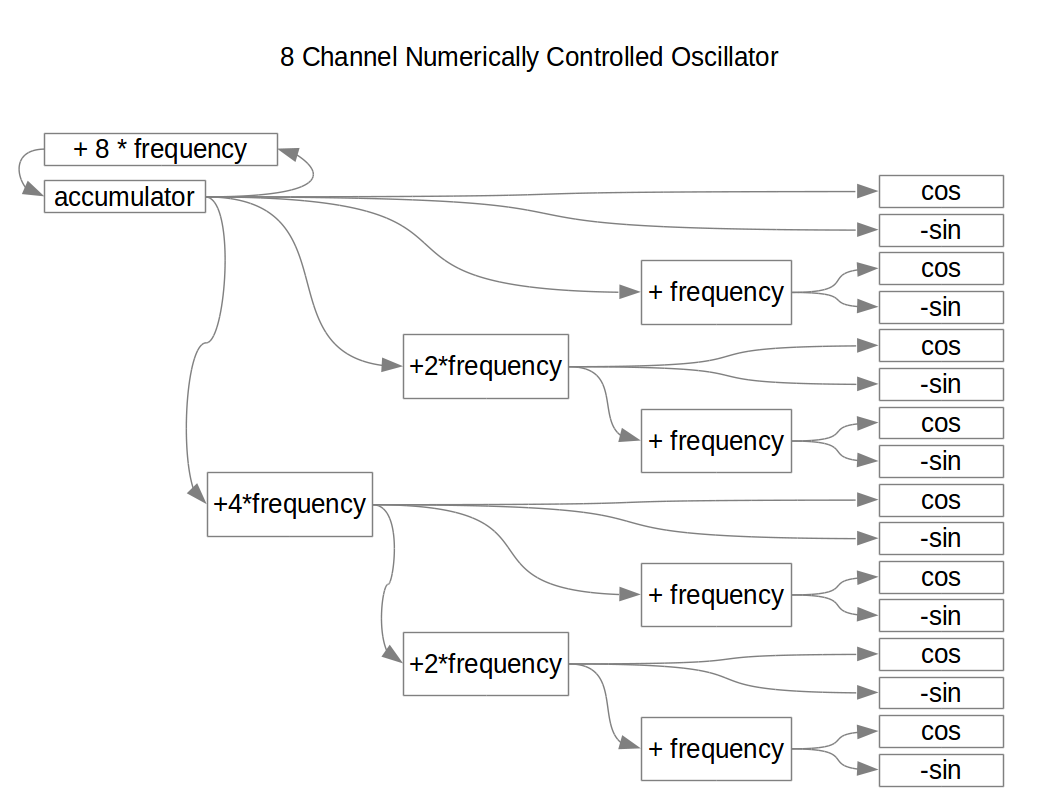 8 Channel Numerically Controlled Oscillator
+ 8 * frequency
accumulator
cos
-sin
cos
+ frequency
-sin
cos
+2*frequency
-sin
cos
+ frequency
-sin
cos
+4*frequency
-sin
cos
+ frequency
-sin
cos
+2*frequency
-sin
cos
+ frequency
-sin